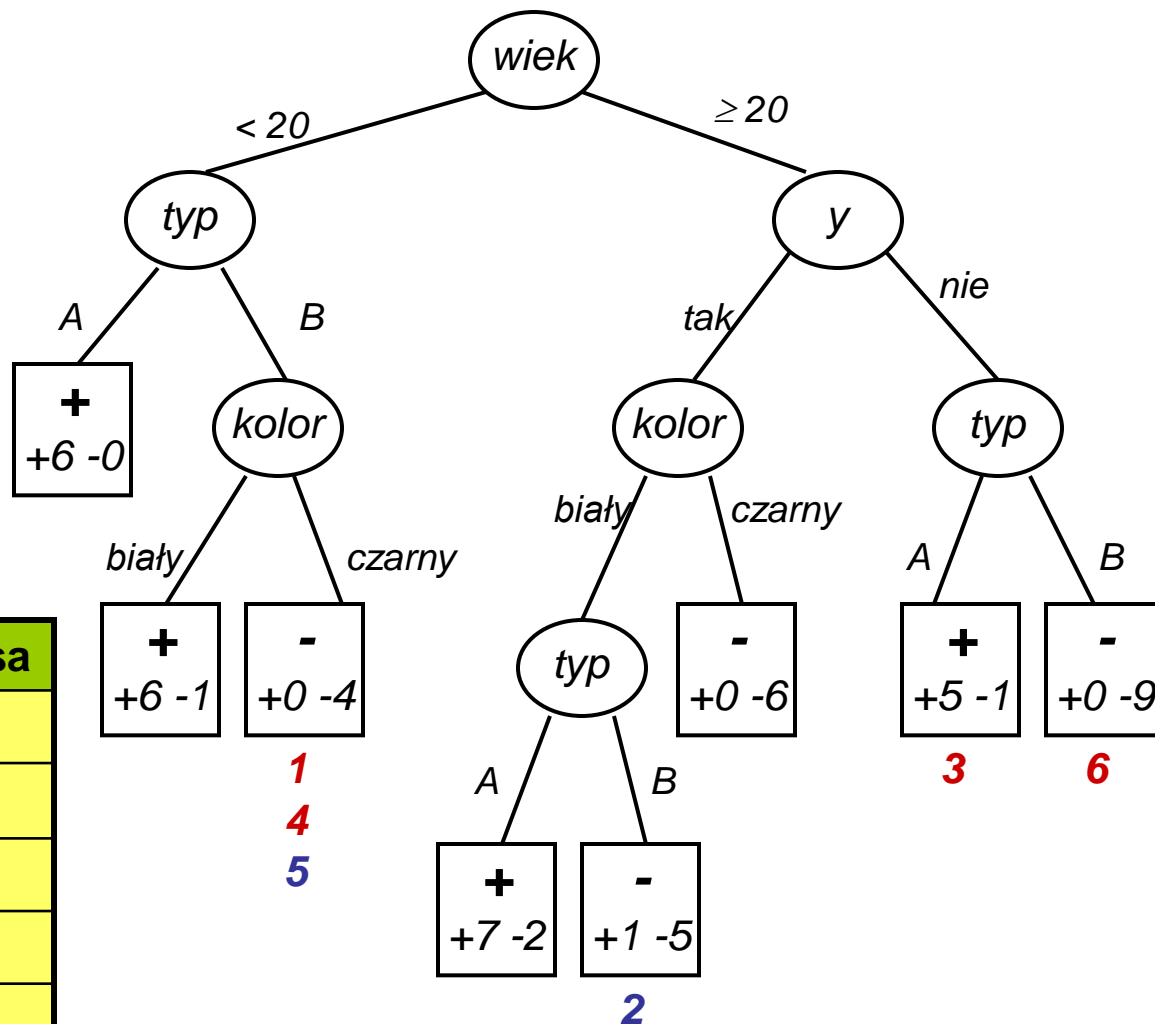 wiek
< 20
≥ 20
typ
y
A
B
tak
nie
+
+6 -0
kolor
kolor
typ
biały
czarny
biały
czarny
A
B
+
+6 -1
-
+0 -4
typ
-
+0 -6
+
+5 -1
-
+0 -9
1
4
5
3
6
A
B
+
+7 -2
-
+1 -5
2
sa